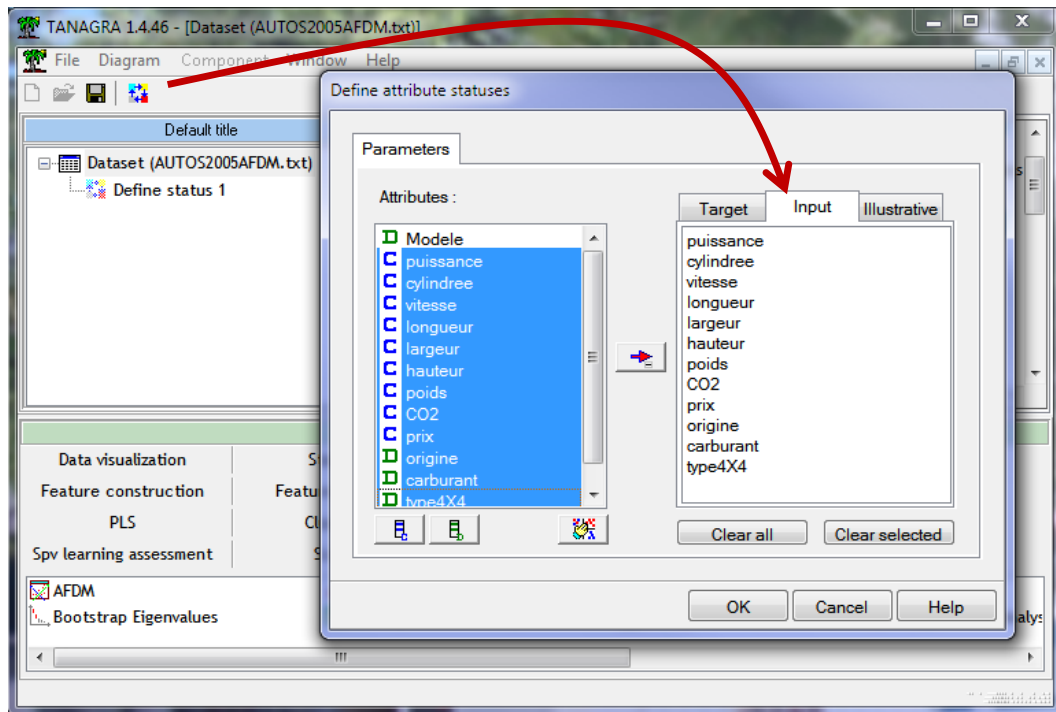 TANAGRA 1.4.46 - [Dataset (AUTOS2005AFDM.txt)]
File Diagram Component Window Help
Default title
Dataset (AUTOS2005AFDM.txt)
Define status 1
Define attribute statuses
Parameters
Attributes :
Modele
puissance
cylindree
vitesse
longueur
largeur
hauteur
poids
CO2
prix
origine
carburant
type4X4
Target Input Illustrative
puissance
cylindree
vitesse
longueur
largeur
hauteur
poids
CO2
prix
origine
carburant
type4X4
Clear all Clear selected
OK Cancel Help
Data visualization
Feature construction Featu
PLS
Spv learning assessment
AFDM
Bootstrap Eigenvalues
alys